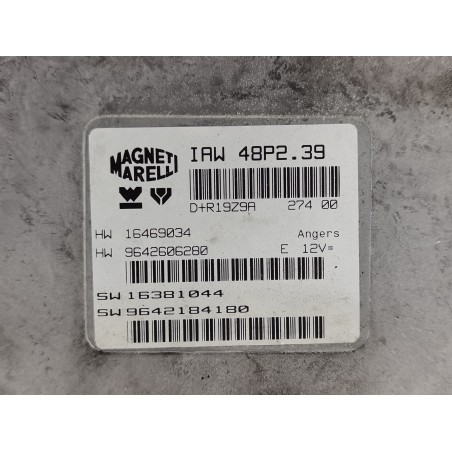 MAGNETI
MARELLI
IAW 48P2.39
D+R19Z9A 274 00
HW 16469034 Angers
HW 9642606280 E 12V=
SW 16381044
SW 9642184180